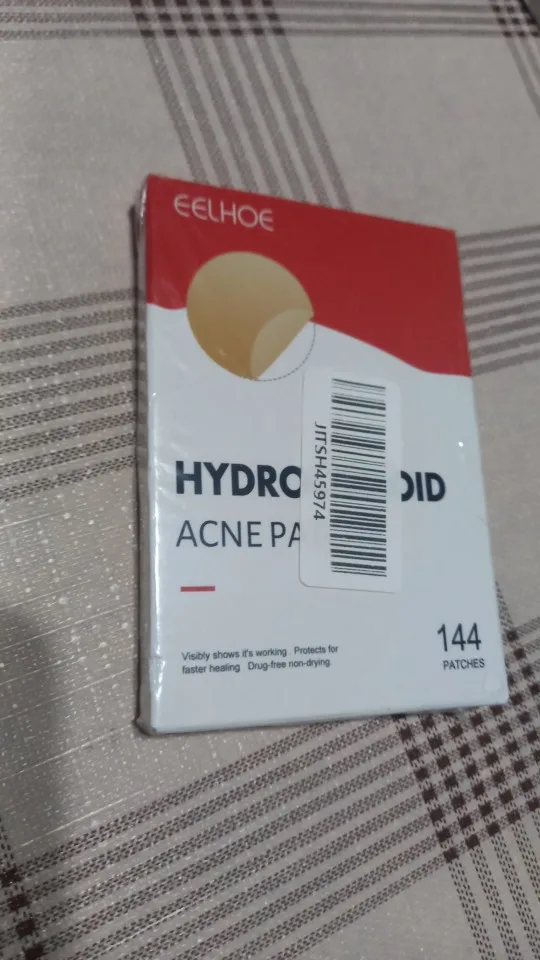 EELHOE
HYDRO OID
ACNE PA
JITSH45974
Visibly shows it's working Protects for
faster healing Drug-free non-drying.
144
PATCHES